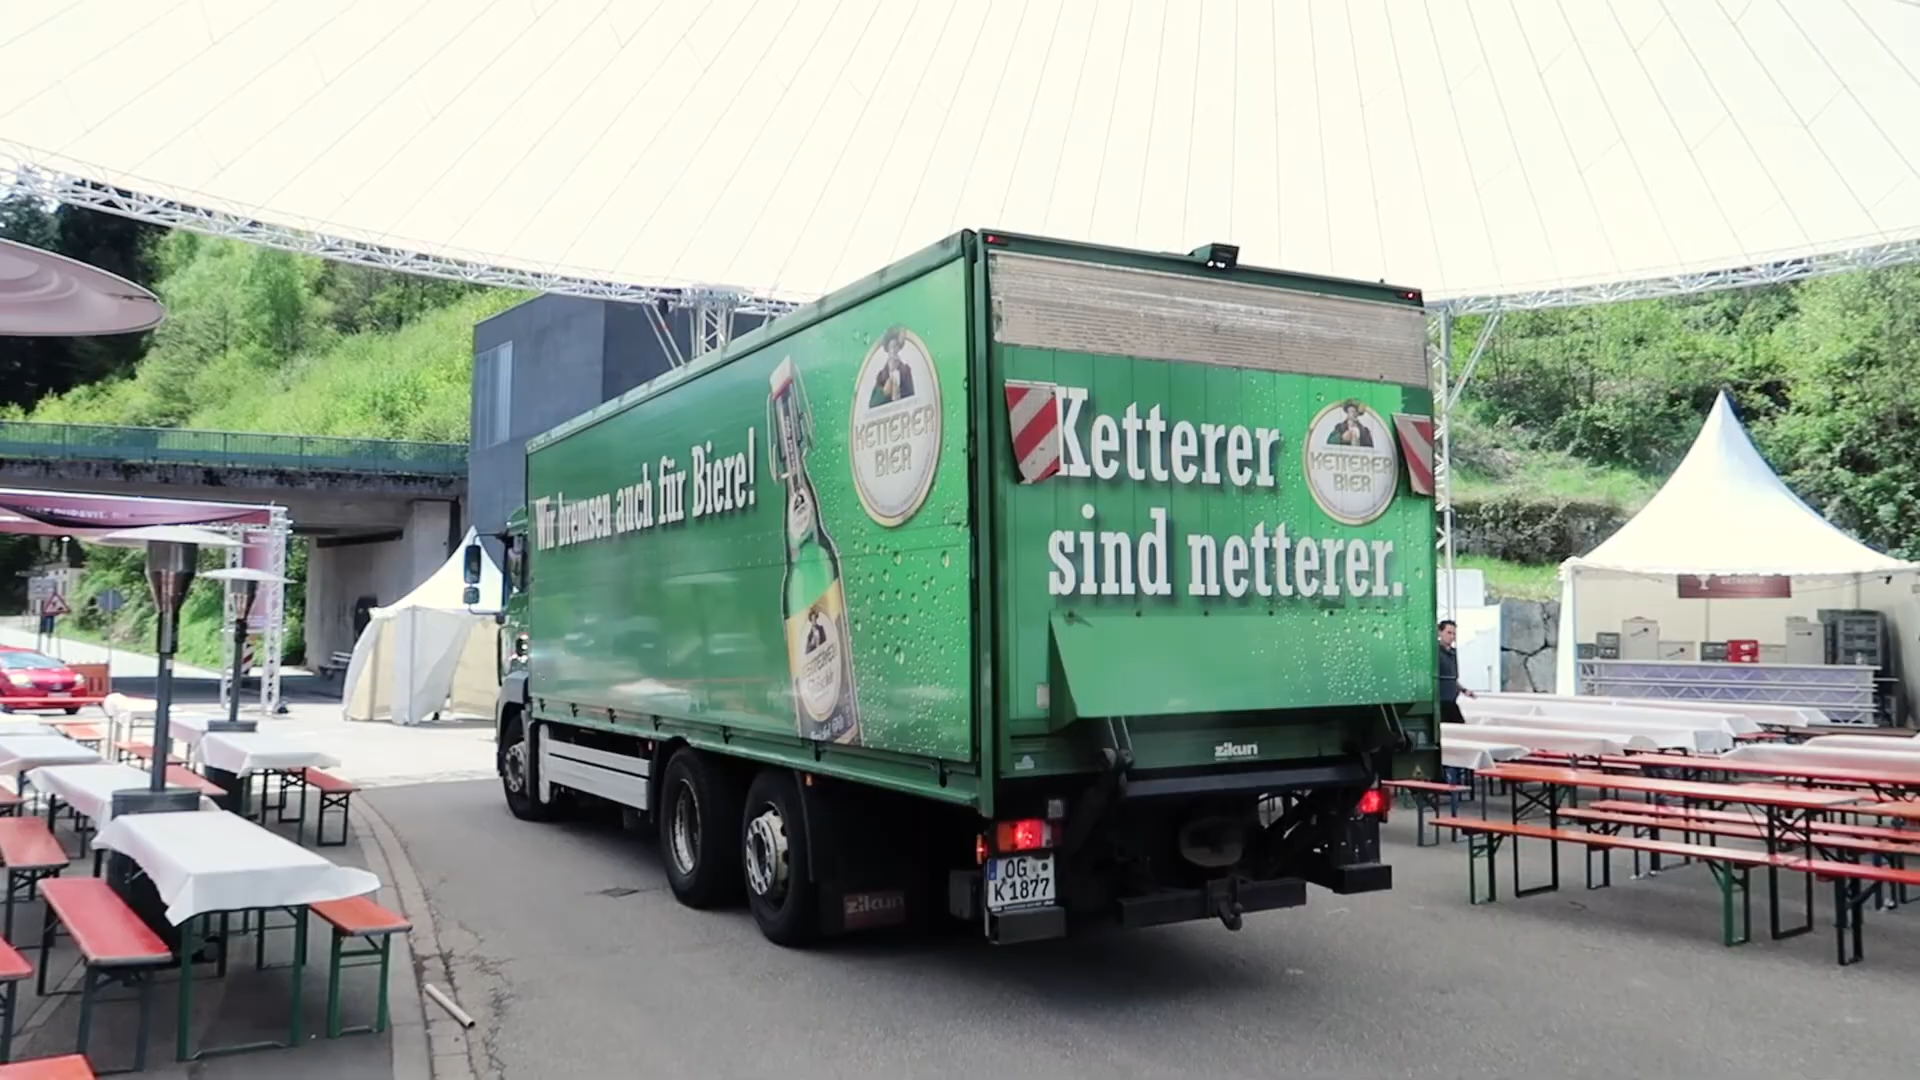 Wir bremsen auch für Biere!
KETTERER
BIER
Ketterer
sind netterer.
KETTERER
BIER
zikun
OG
K 1877
zikun